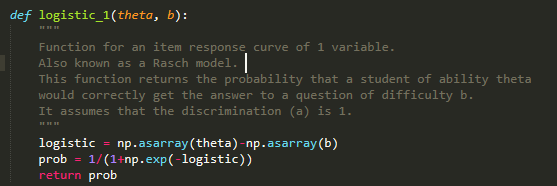 def logistic_1(theta, b):
"""
Function for an item response curve of 1 variable.
Also known as a Rasch model.
This function returns the probability that a student of ability theta
would correctly get the answer to a question of difficulty b.
It assumes that the discrimination (a) is 1.
"""
logistic = np.asarray(theta)-np.asarray(b)
prob = 1/(1+np.exp(-logistic))
return prob